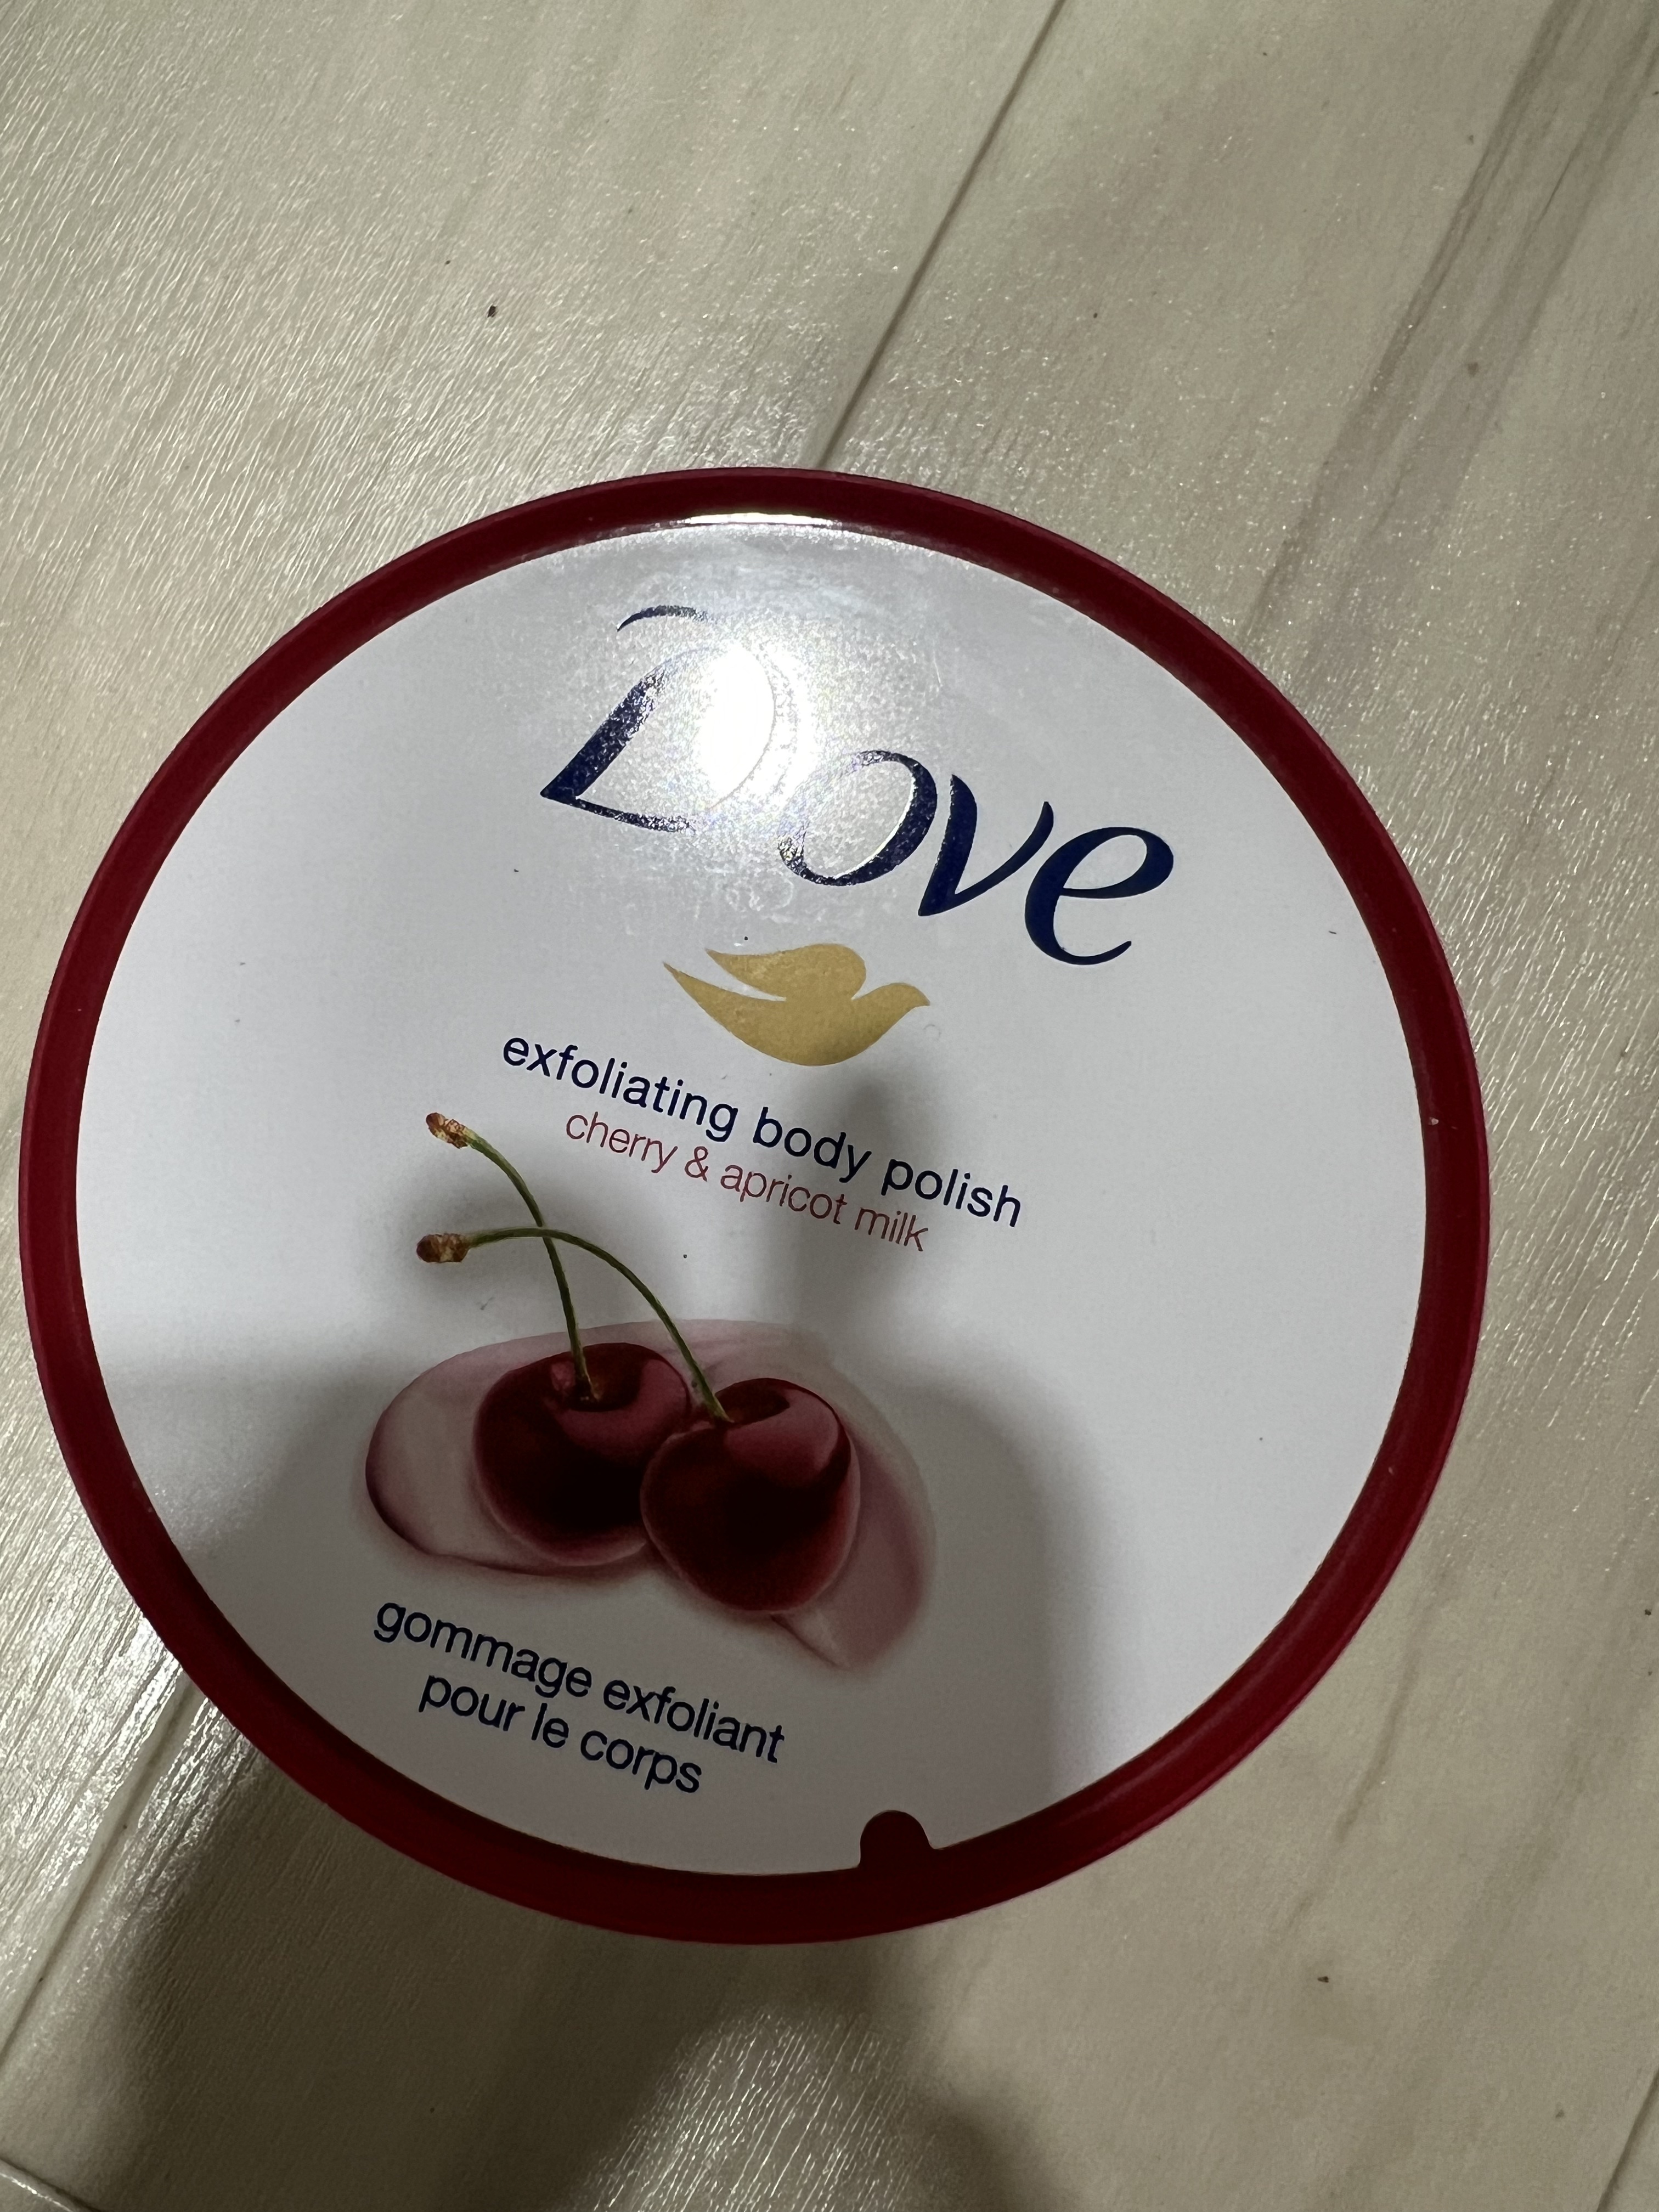 Dove
exfoliating body polish
cherry & apricot milk
gommage exfoliant
pour le corps